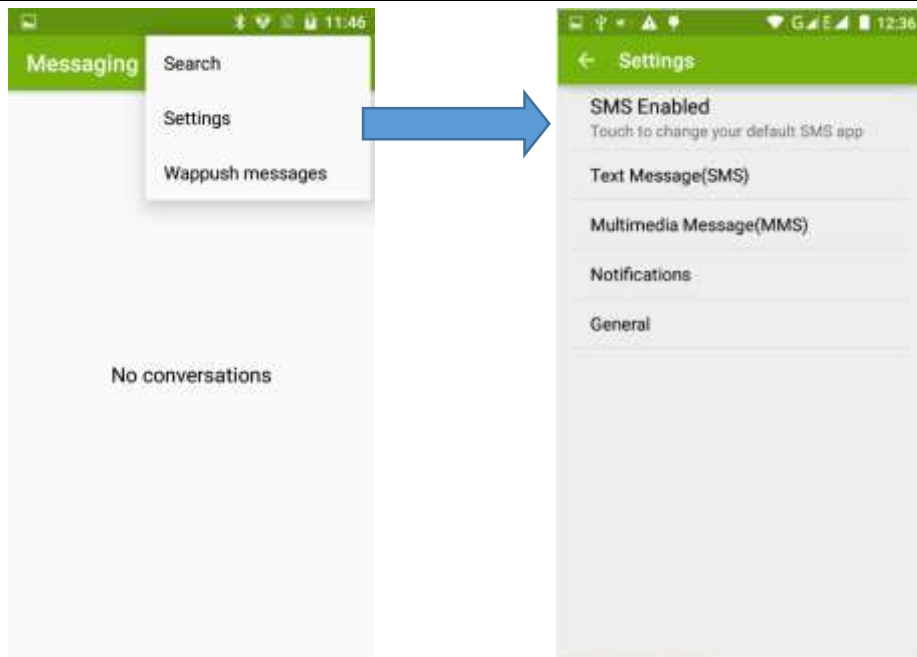 11:46
Messaging
Search
Settings
Wappush messages
No conversations
G E 12:36
Settings
SMS Enabled
Touch to change your default SMS app
Text Message(SMS)
Multimedia Message(MMS)
Notifications
General